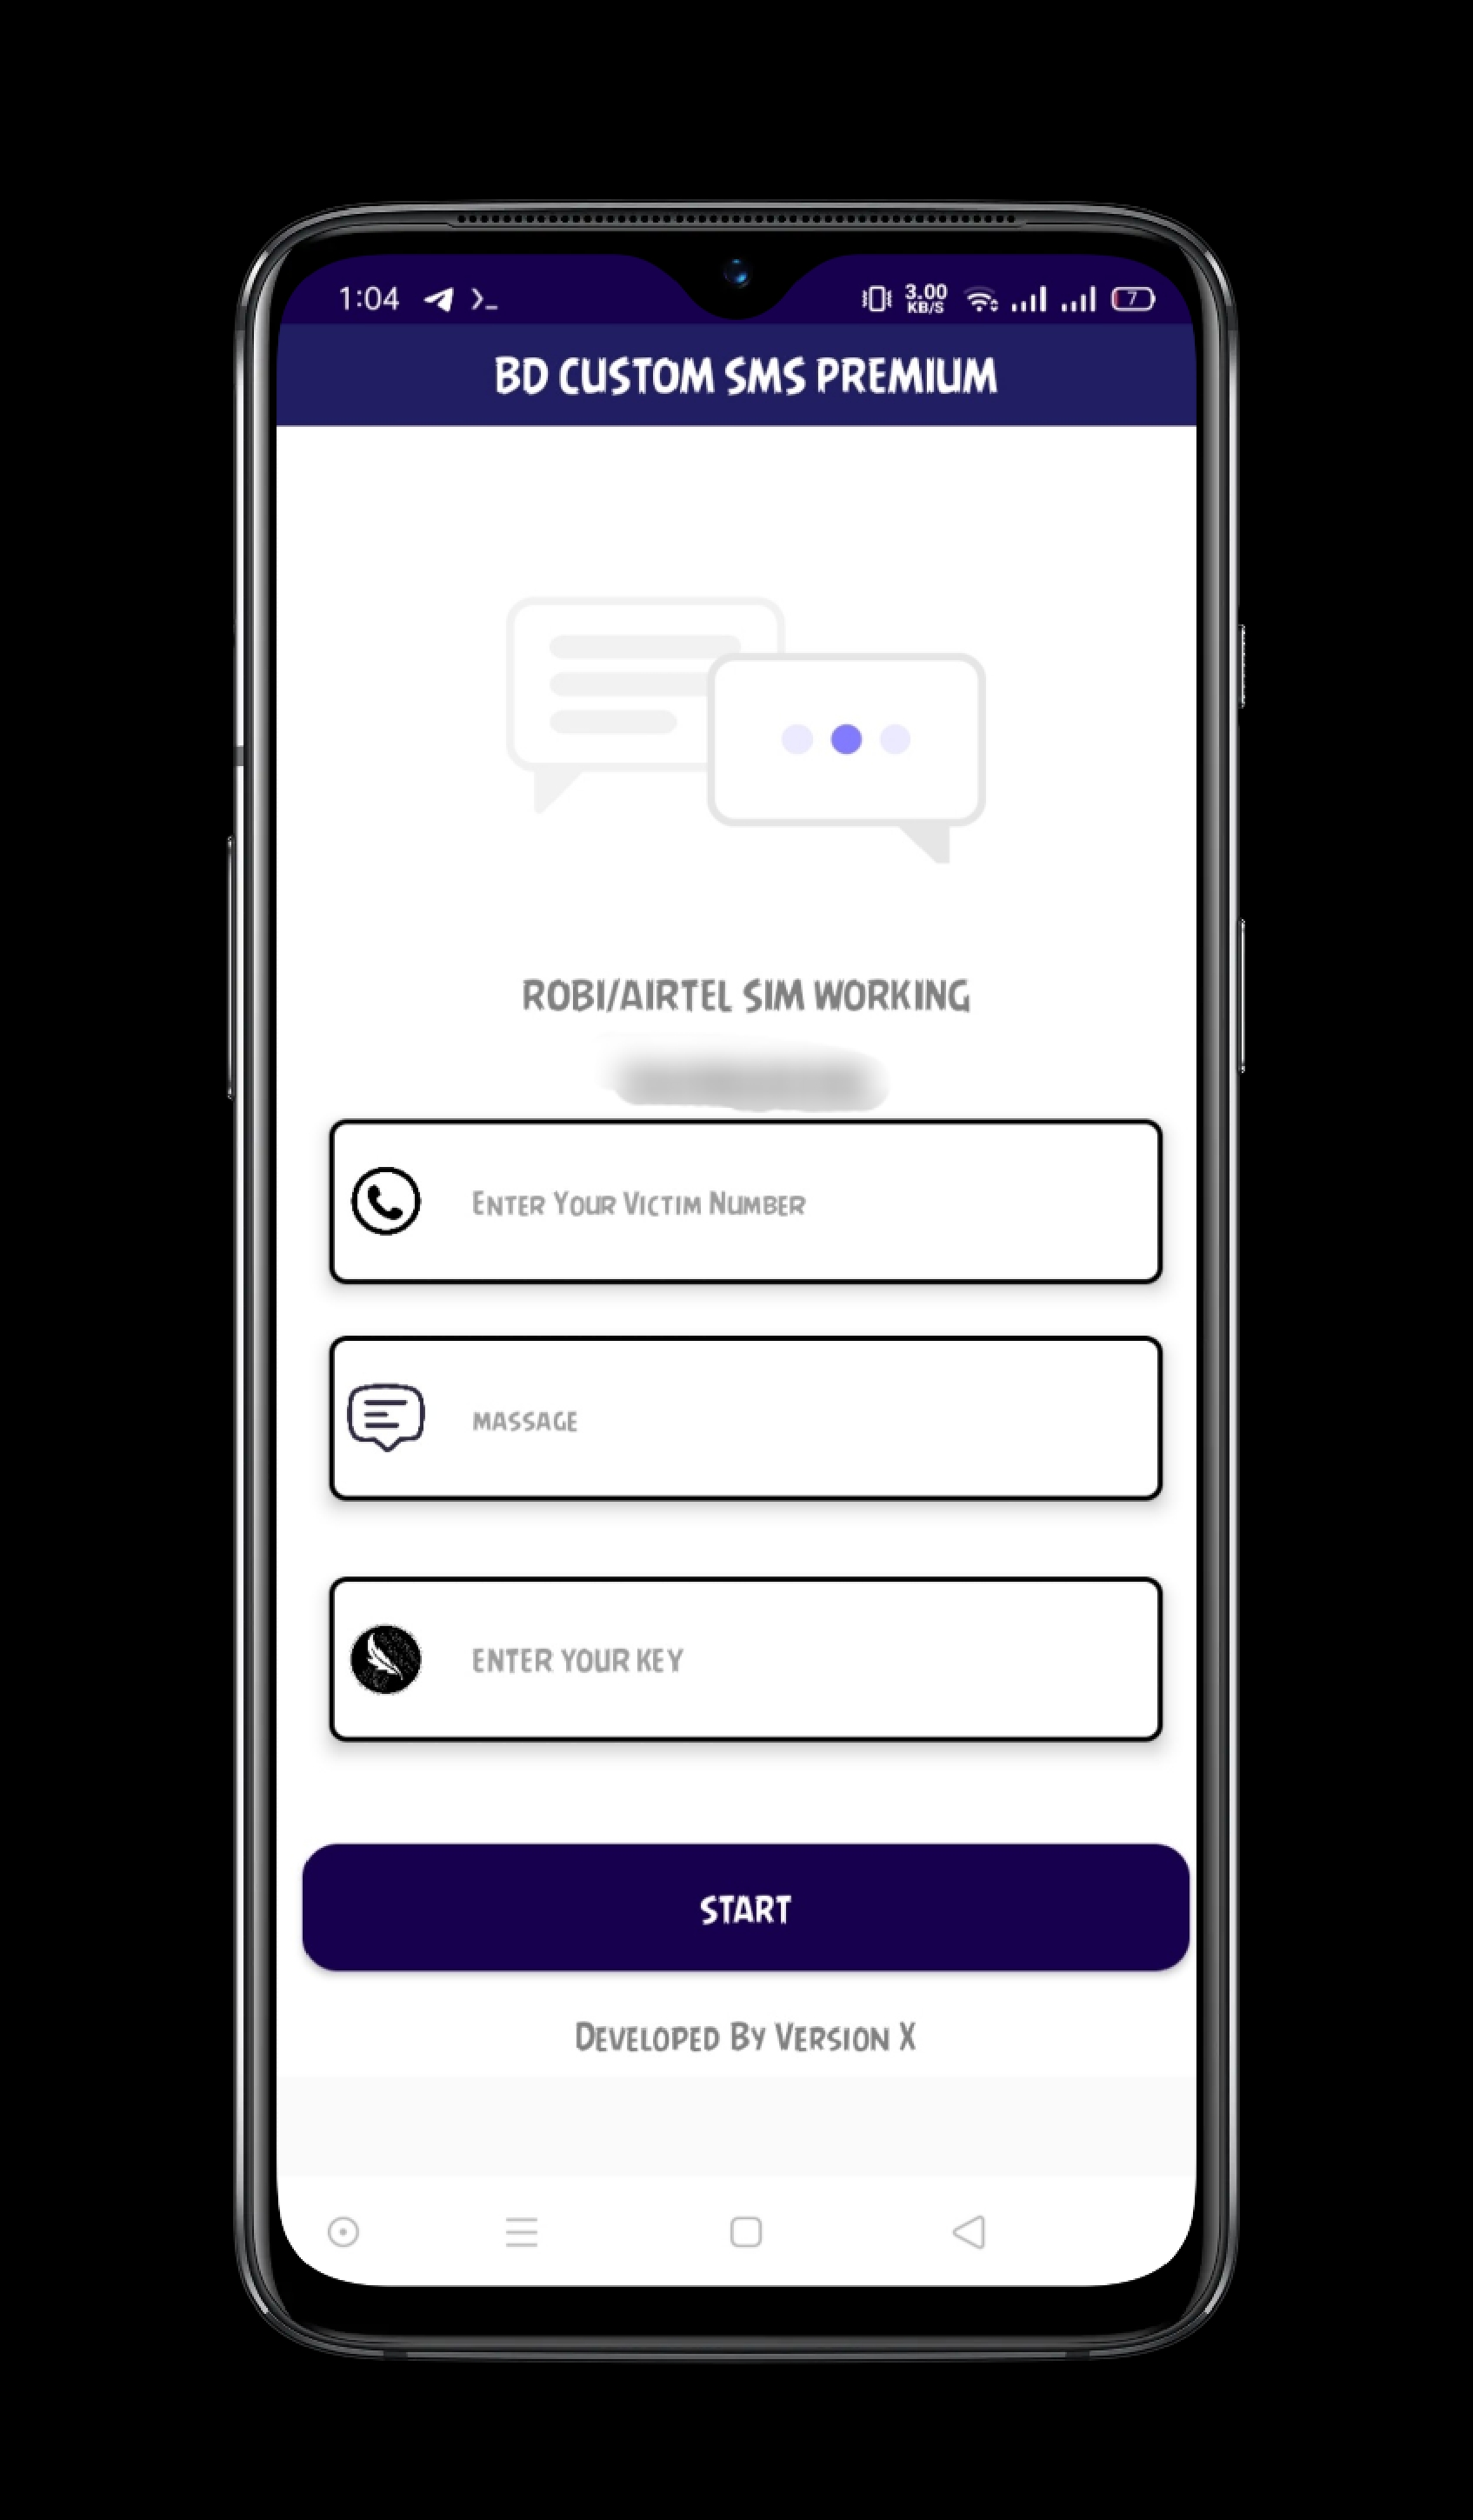 1:04
3.00
KB/S
7
BD CUSTOM SMS PREMIUM
ROBI/AIRTEL SIM WORKING
Enter Your Victim Number
MASSAGE
ENTER YOUR KEY
START
Developed By Version X